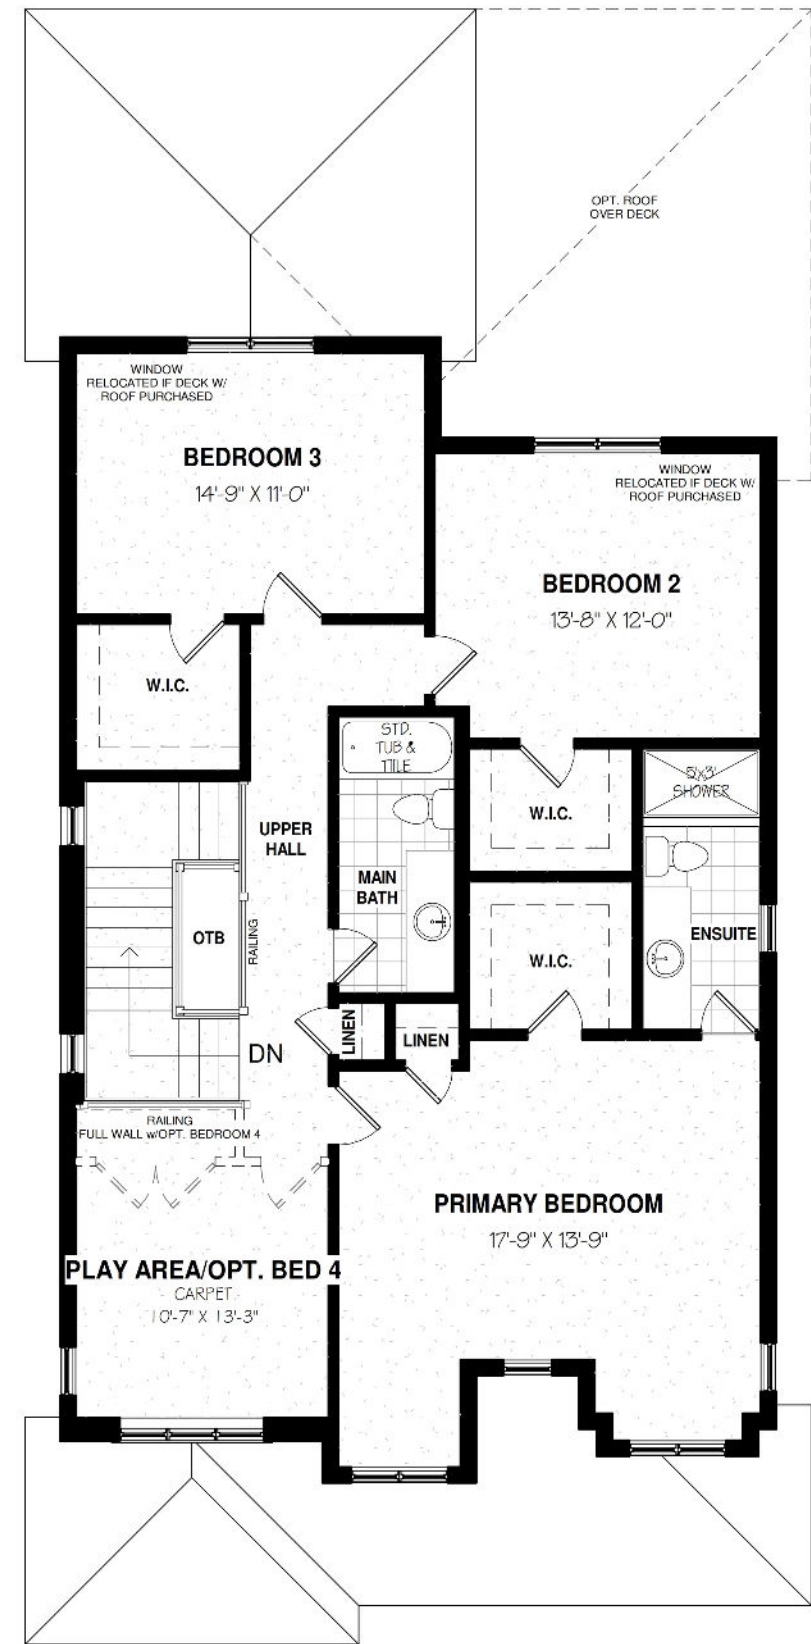 OPT. ROOF
OVER DECK
WINDOW
RELOCATED IF DECK W/
ROOF PURCHASED
BEDROOM 3
14'-9" X 11'-0"
WINDOW
RELOCATED IF DECK W/
ROOF PURCHASED
BEDROOM 2
13'-8" X 12'-0"
W.I.C.
STD.
TUB &
TILE
5'x3'
SHOWER
W.I.C.
UPPER
HALL
MAIN
BATH
OTB
RAILING
ENSUITE
W.I.C.
LINEN
LINEN
DN
RAILING
FULL WALL w/OPT. BEDROOM 4
PRIMARY BEDROOM
17'-9" X 13'-9"
PLAY AREA/OPT. BED 4
CARPET
10'-7" X 13'-3"